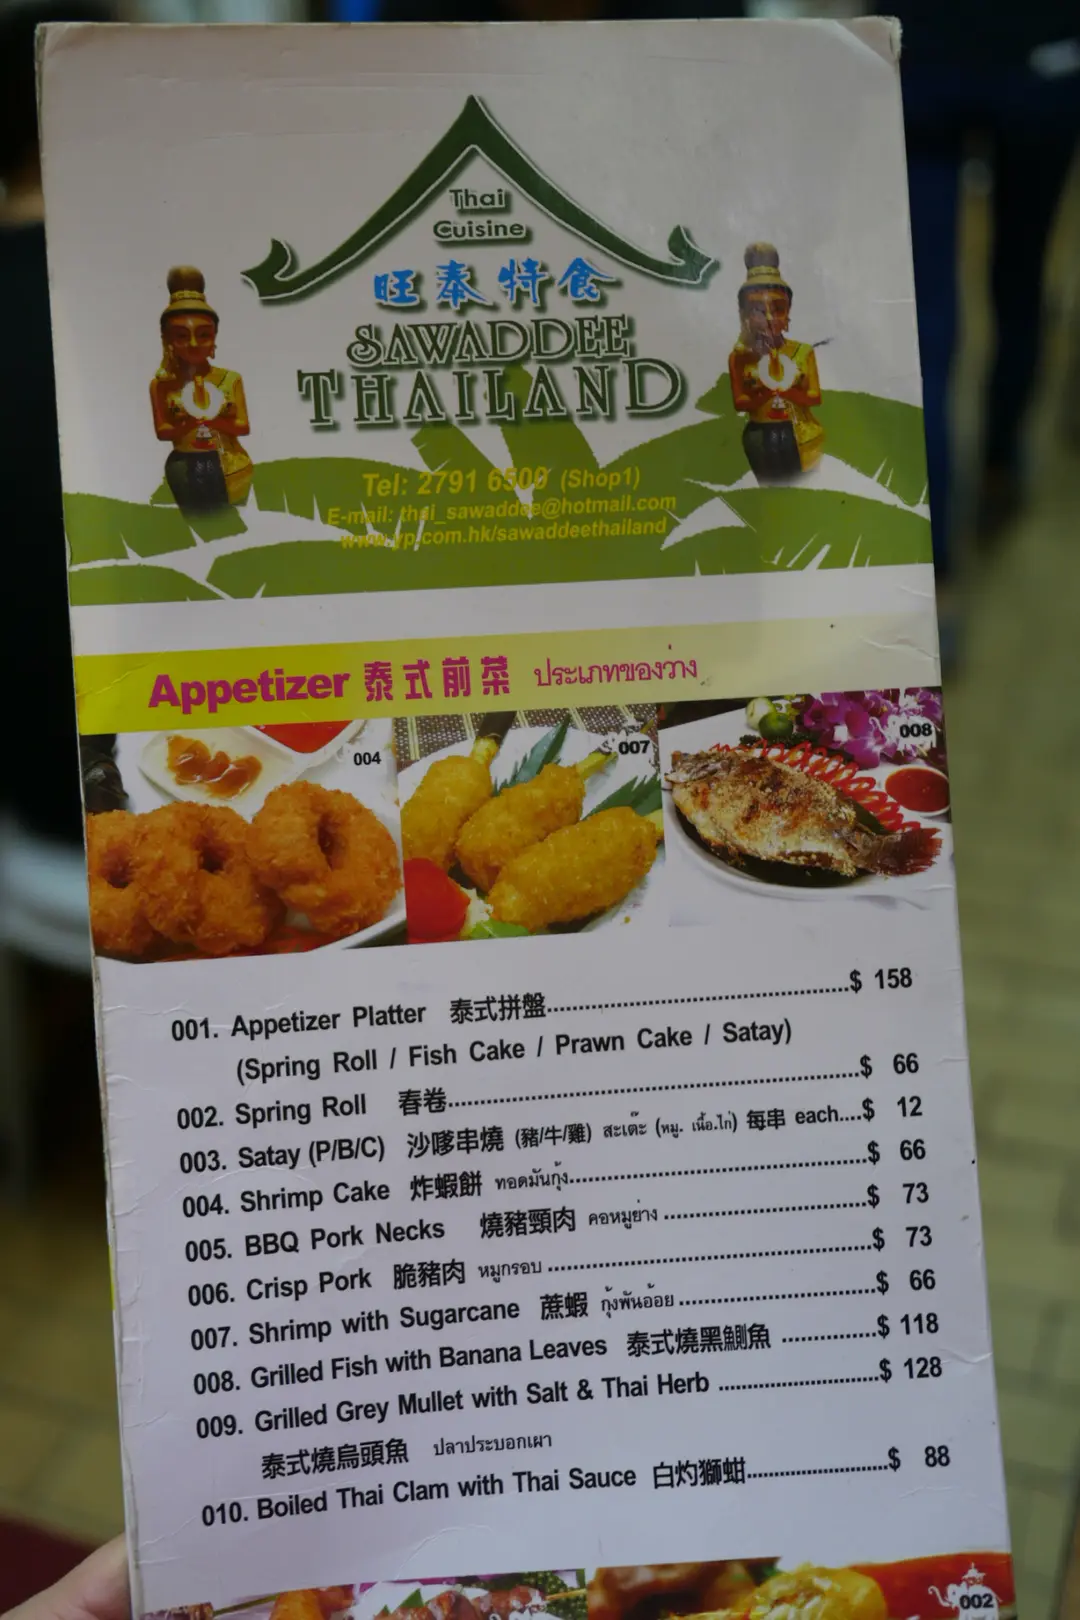 Thai
Cuisine
旺泰特食
SAWADDEE
THAILAND
Tel: 2791 6500 (Shop1)
E-mail: thai_sawaddee@hotmail.com
www.yp.com.hk/sawaddeethailand
Appetizer 泰式前菜 ประเภทของว่าง
004
007
008
001. Appetizer Platter 泰式拼盤 $ 158
(Spring Roll / Fish Cake / Prawn Cake / Satay)
002. Spring Roll 春卷 $ 66
003. Satay (P/B/C) 沙嗲串燒 (豬/牛/雞) สะเต๊ะ (หมู. เนื้อ.ไก่) 每串 each....$ 12
004. Shrimp Cake 炸蝦餅 ทอดมันกุ้ง $ 66
005. BBQ Pork Necks 燒豬頸肉 คอหมูย่าง $ 73
006. Crisp Pork 脆豬肉 หมูกรอบ $ 73
007. Shrimp with Sugarcane 蔗蝦 กุ้งพันอ้อย $ 66
008. Grilled Fish with Banana Leaves 泰式燒黑鰂魚 $ 118
009. Grilled Grey Mullet with Salt & Thai Herb $ 128
泰式燒烏頭魚 ปลาประบอกเผา
010. Boiled Thai Clam with Thai Sauce 白灼獅蚶 $ 88
002